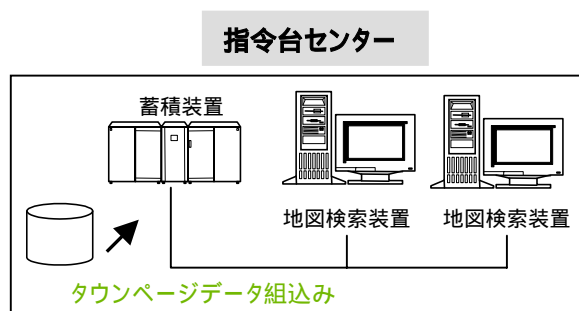 指令台センター
蓄積装置
地図検索装置
地図検索装置
タウンページデータ組込み